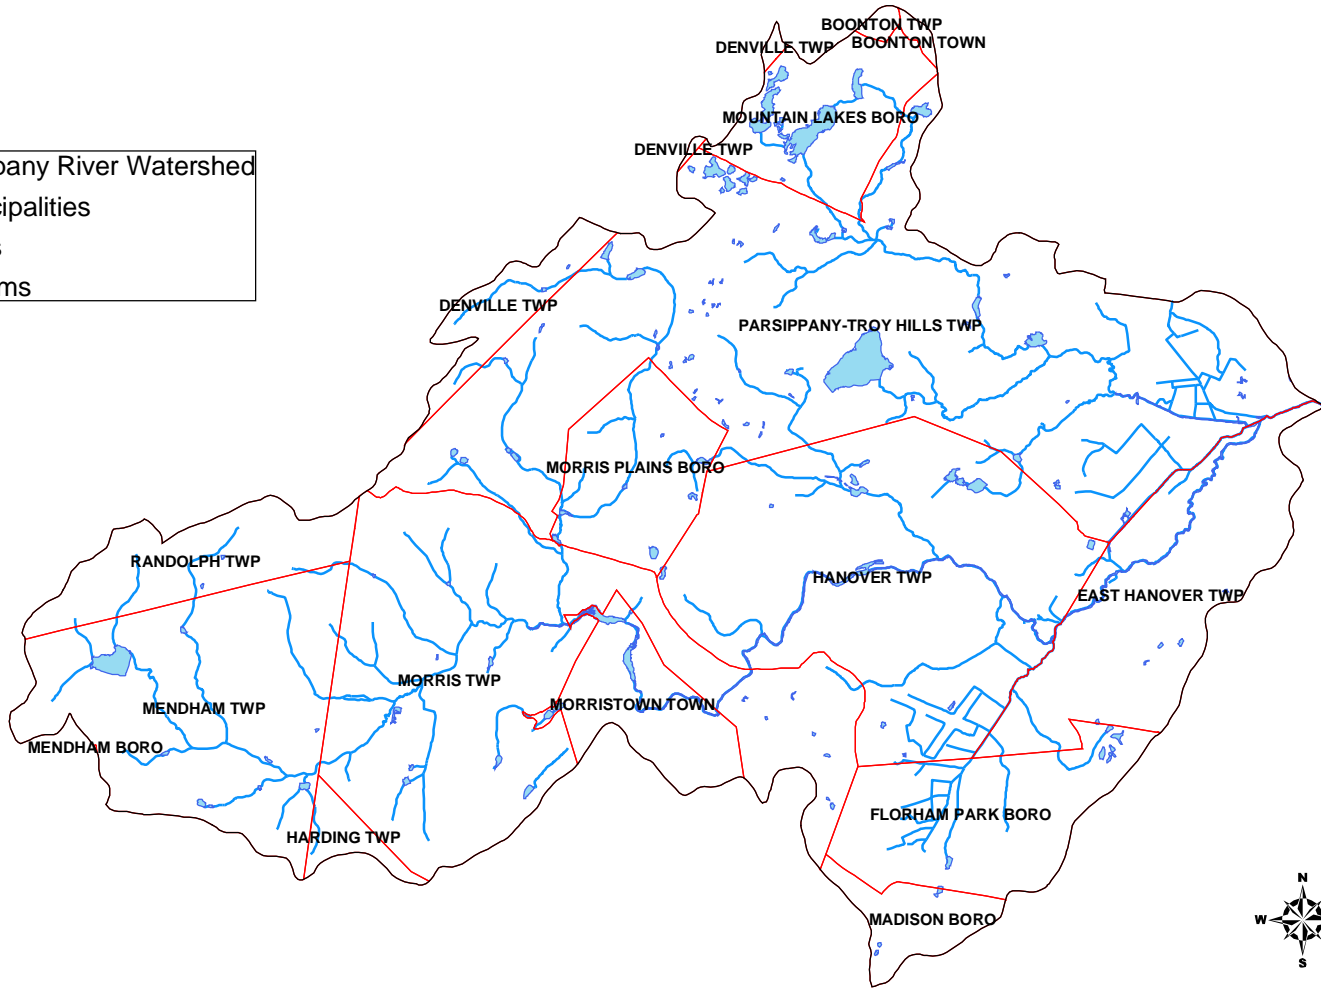 BOONTON TWP
BOONTON TOWN
DENVILLE TWP
MOUNTAIN LAKES BORO
DENVILLE TWP
pany River Watershed
cipalities
s
ms
DENVILLE TWP
PARSIPPANY-TROY HILLS TWP
MORRIS PLAINS BORO
RANDOLPH TWP
HANOVER TWP
EAST HANOVER TWP
MORRIS TWP
MENDHAM TWP
MORRISTOWN TOWN
MENDHAM BORO
FLORHAM PARK BORO
HARDING TWP
MADISON BORO
N
W
S